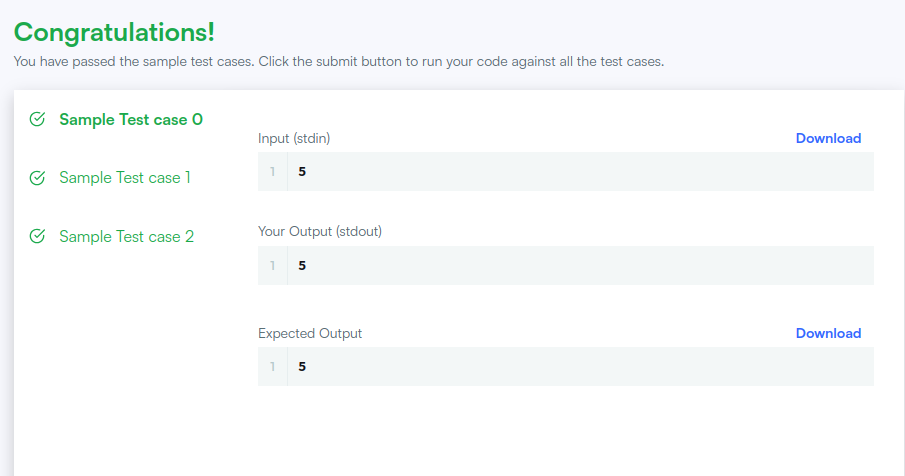 Congratulations!
You have passed the sample test cases. Click the submit button to run your code against all the test cases.
Sample Test case 0
Sample Test case 1
Sample Test case 2
Input (stdin)
Download
1 5
Your Output (stdout)
1 5
Expected Output
Download
1 5